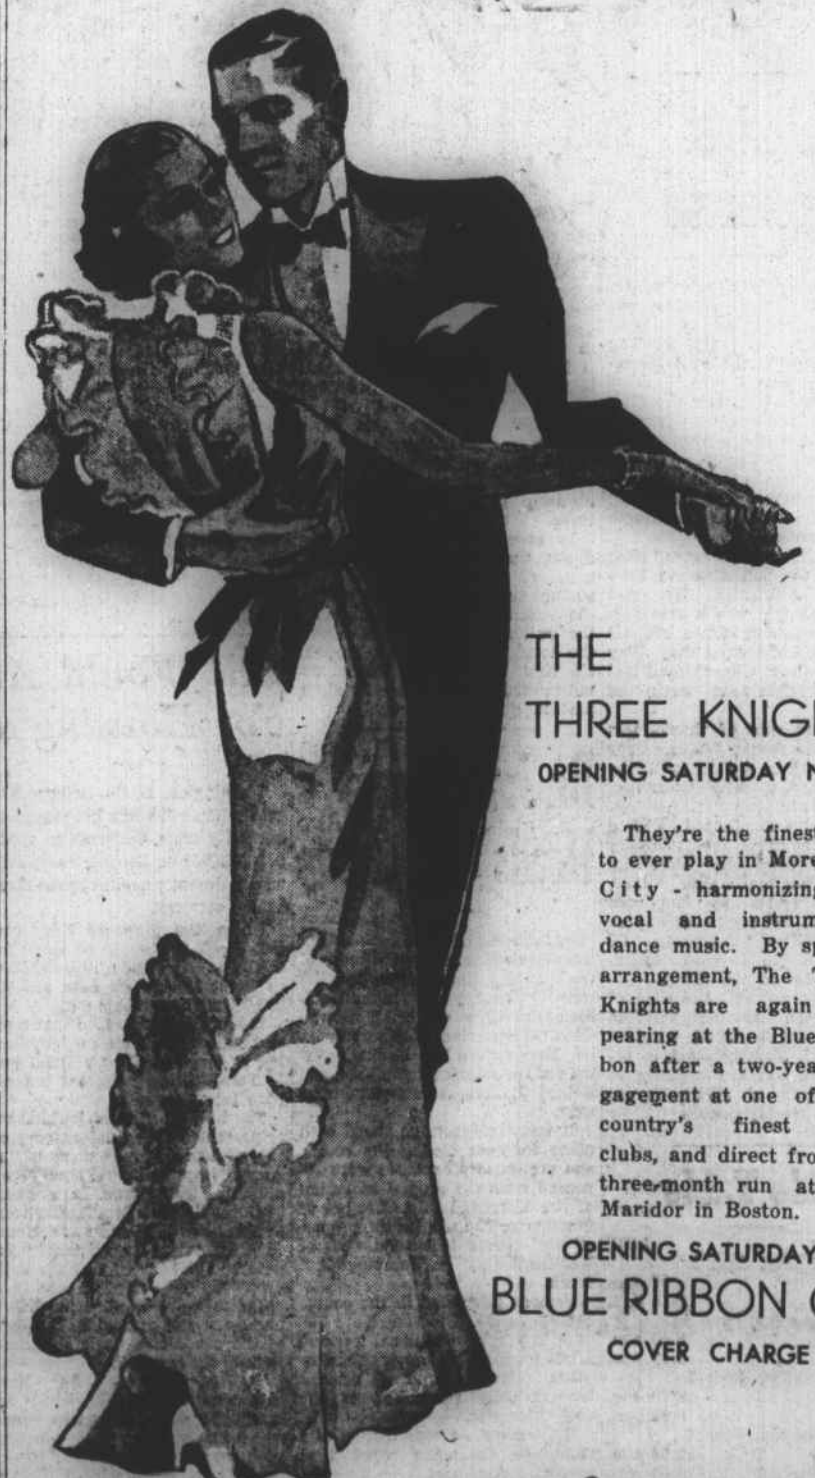 THE
THREE KNIGH
OPENING SATURDAY N
They're the finest
to ever play in More
City - harmonizing
vocal and instrum
dance music. By sp
arrangement, The T
Knights are again
pearing at the Blue
bon after a two-yea
gagement at one of
country's finest
clubs, and direct fro
three-month run at
Maridor in Boston.
OPENING SATURDAY
BLUE RIBBON C
COVER CHARGE